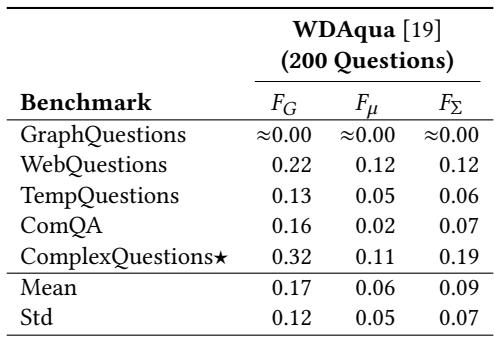 WDAqua [19]
(200 Questions)
Benchmark F_G F_μ F_Σ
GraphQuestions ≈0.00 ≈0.00 ≈0.00
WebQuestions 0.22 0.12 0.12
TempQuestions 0.13 0.05 0.06
ComQA 0.16 0.02 0.07
ComplexQuestions★ 0.32 0.11 0.19
Mean 0.17 0.06 0.09
Std 0.12 0.05 0.07